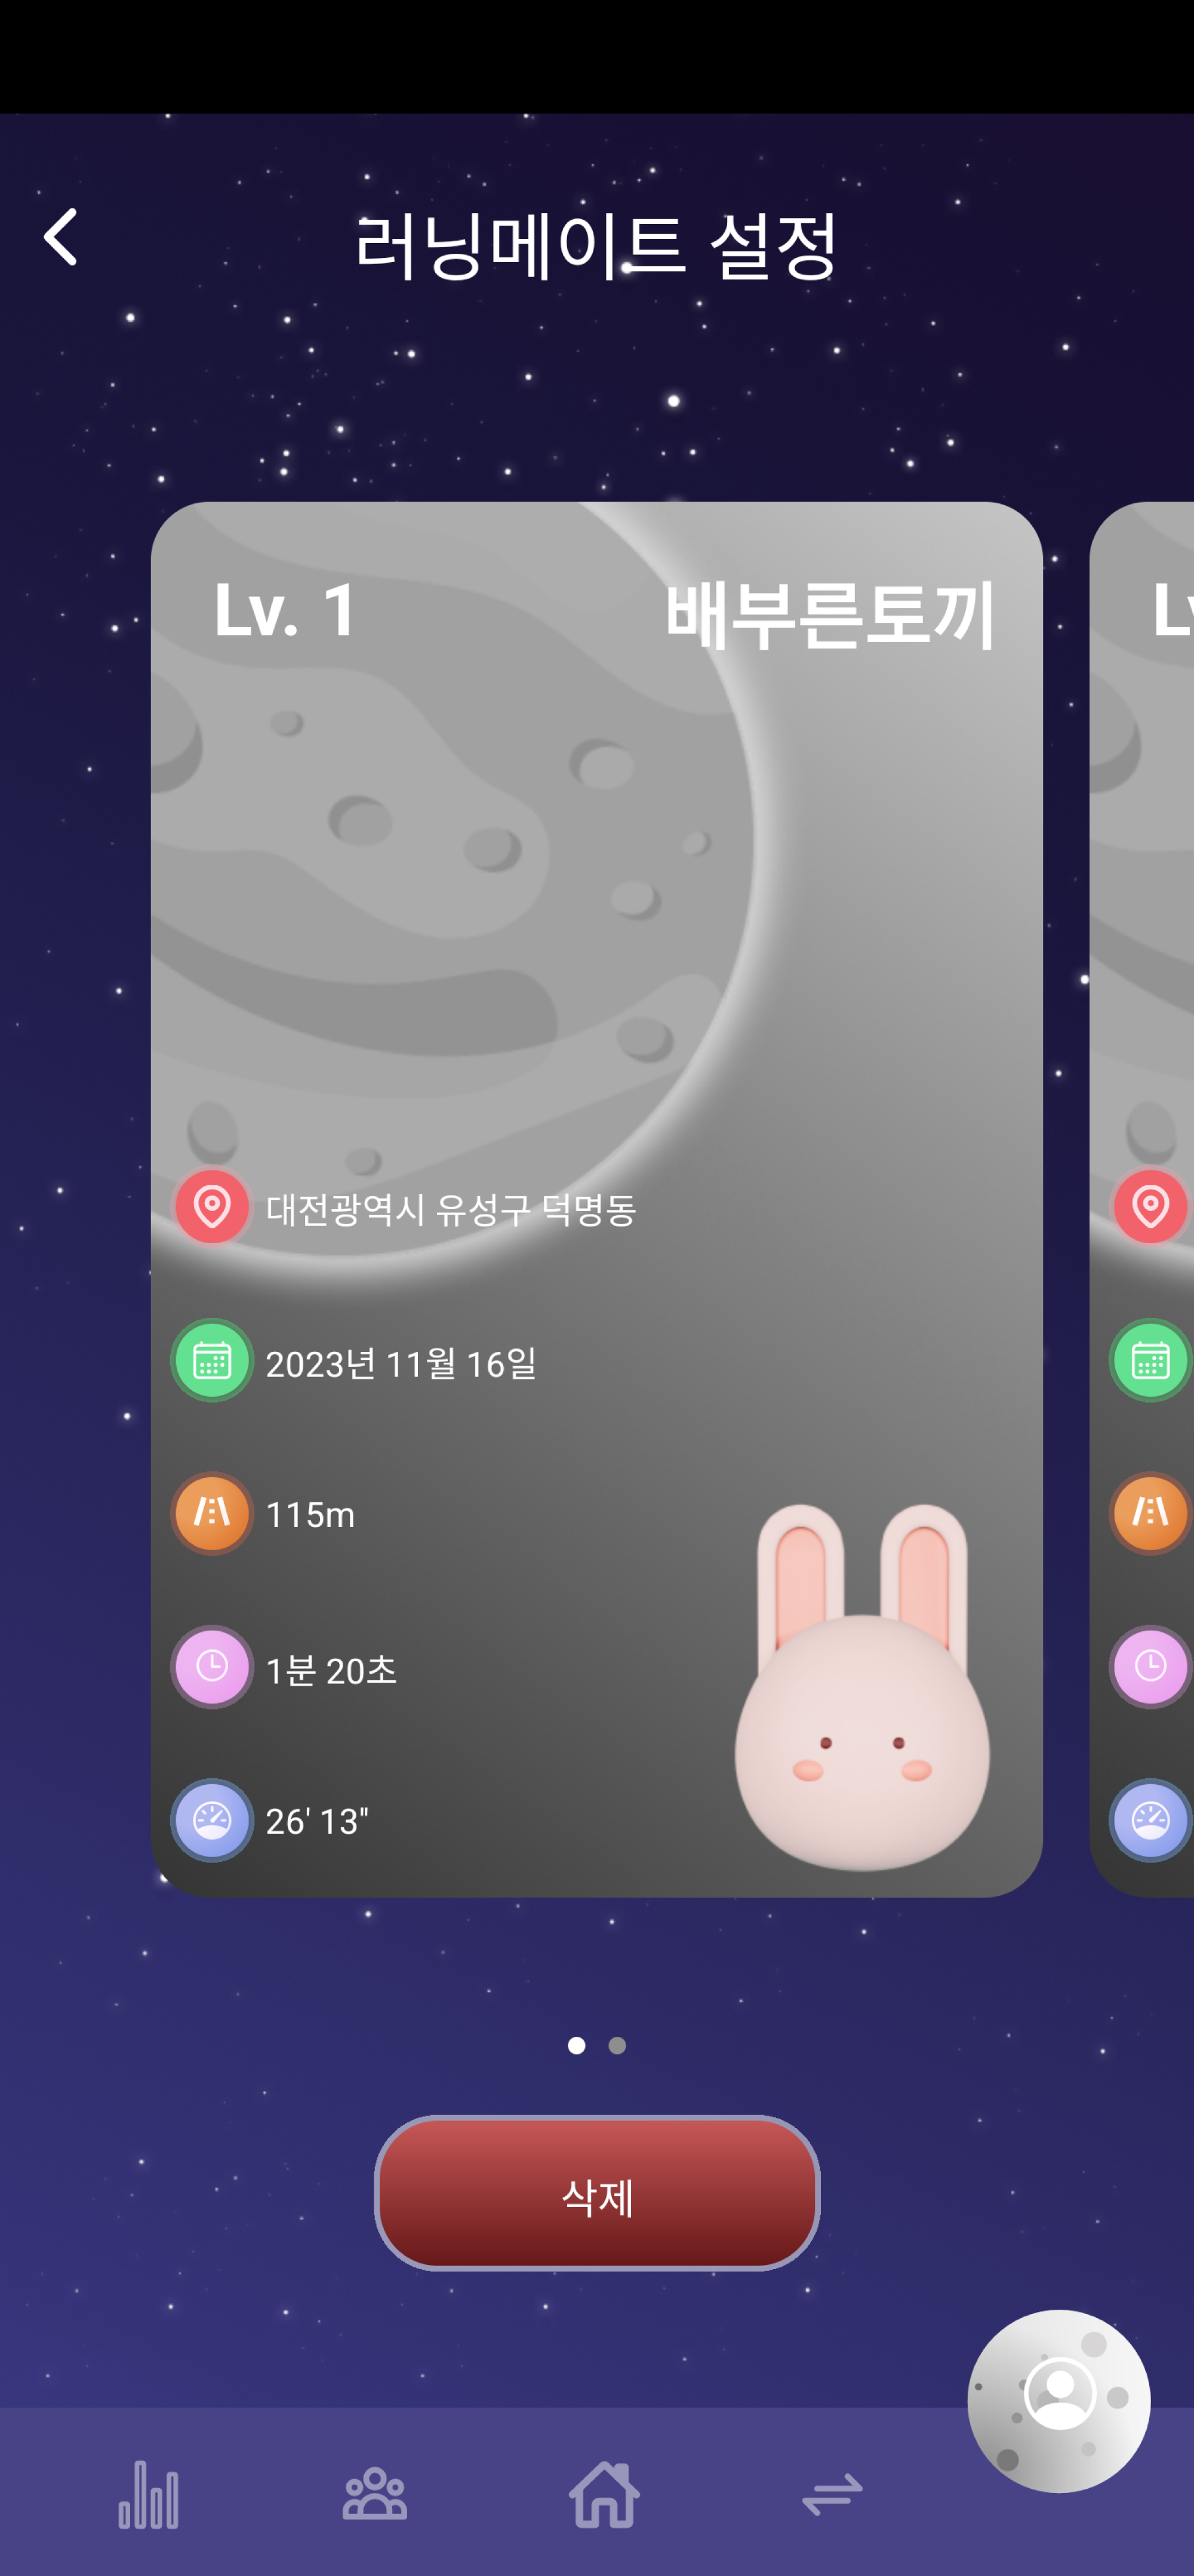 러닝메이트 설정
Lv. 1 배부른토끼
대전광역시 유성구 덕명동
2023년 11월 16일
115m
1분 20초
26' 13"
삭제